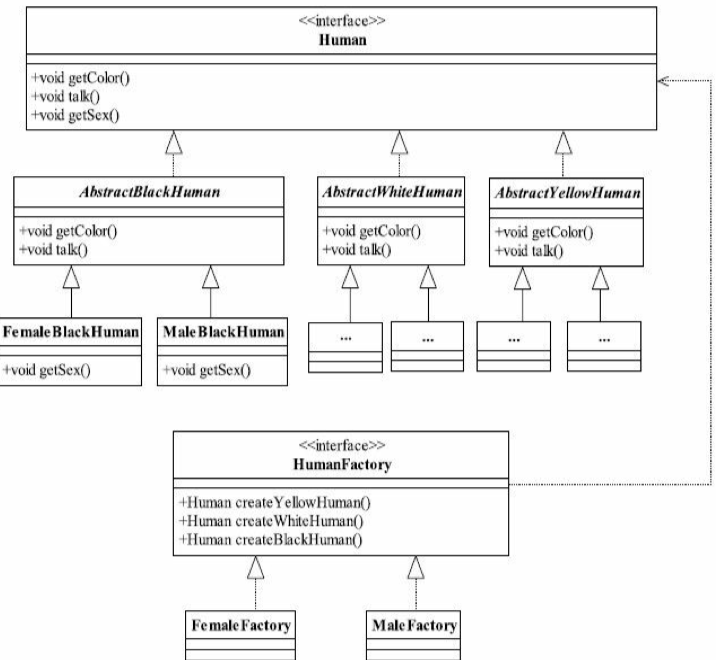 <<interface>>
Human
+void getColor()
+void talk()
+void getSex()
AbstractBlackHuman
+void getColor()
+void talk()
AbstractWhiteHuman
+void getColor()
+void talk()
AbstractYellowHuman
+void getColor()
+void talk()
FemaleBlackHuman
+void getSex()
MaleBlackHuman
+void getSex()
...
...
...
...
<<interface>>
HumanFactory
+Human createYellowHuman()
+Human createWhiteHuman()
+Human createBlackHuman()
FemaleFactory
MaleFactory